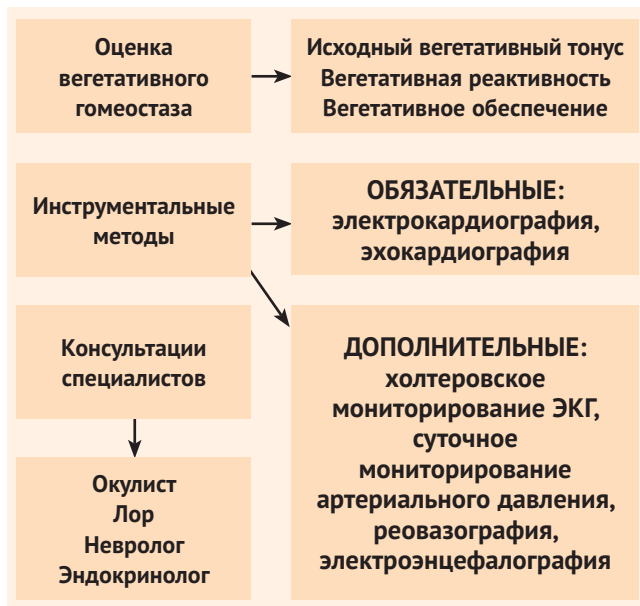 Оценка
вегетативного
гомеостаза
Исходный вегетативный тонус
Вегетативная реактивность
Вегетативное обеспечение
Инструментальные
методы
ОБЯЗАТЕЛЬНЫЕ:
электрокардиография,
эхокардиография
Консультации
специалистов
Окулист
Лор
Невролог
Эндокринолог
ДОПОЛНИТЕЛЬНЫЕ:
холтеровское
мониторирование ЭКГ,
суточное
мониторирование
артериального давления,
реовазография,
электроэнцефалография